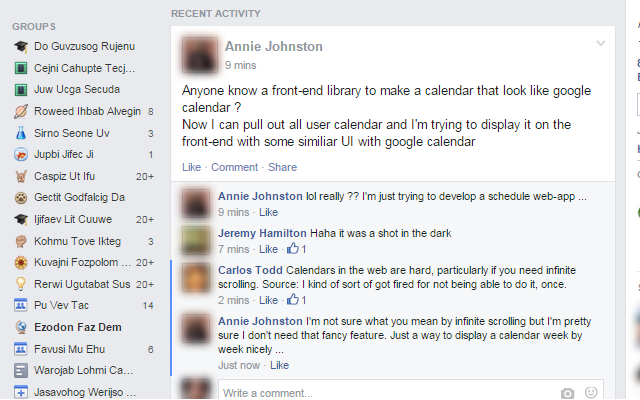 GROUPS
Do Guvzusog Rujenu
Cejni Cahupte Tecj...
Juw Ucga Secuda
Roweed Ihbab Alvegin 8
Sirno Seone Uv 3
Jupbi Jifec Ji 1
Caspiz Ut Ifu 20+
Gectit Godfalcig Da
Ijifaev Lit Cuuwe 20+
Kohmu Tove Ikteg 3
Kuvajni Fozpolom ... 20+
Rerwi Ugutabat Sus 20+
Pu Vev Tac 14
Ezodon Faz Dem
Favusi Mu Ehu 6
Warojab Lohmi Ca...
Jasavohog Werijso ...
RECENT ACTIVITY
Annie Johnston
9 mins
Anyone know a front-end library to make a calendar that look like google
calendar ?
Now I can pull out all user calendar and I'm trying to display it on the
front-end with some similiar UI with google calendar
Like · Comment · Share
Annie Johnston lol really ?? I'm just trying to develop a schedule web-app ...
9 mins · Like
Jeremy Hamilton Haha it was a shot in the dark
7 mins · Like · 1
Carlos Todd Calendars in the web are hard, particularly if you need infinite
scrolling. Source: I kind of sort of got fired for not being able to do it, once.
2 mins · Like · 1
Annie Johnston I'm not sure what you mean by infinite scrolling but I'm pretty
sure I don't need that fancy feature. Just a way to display a calendar week by
week nicely ...
Just now · Like
Write a comment...